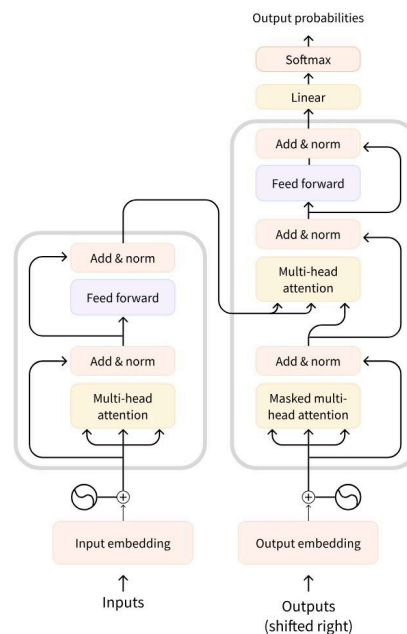 Output probabilities
Softmax
Linear
Add & norm
Feed forward
Add & norm
Multi-head
attention
Add & norm
Masked multi-
head attention
Output embedding
Outputs
(shifted right)
Add & norm
Feed forward
Add & norm
Multi-head
attention
Input embedding
Inputs